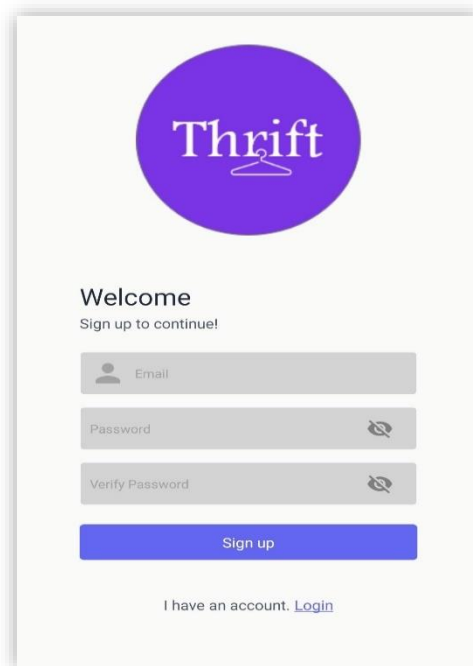 Thrift
Welcome
Sign up to continue!
Email
Password
Verify Password
Sign up
I have an account. Login